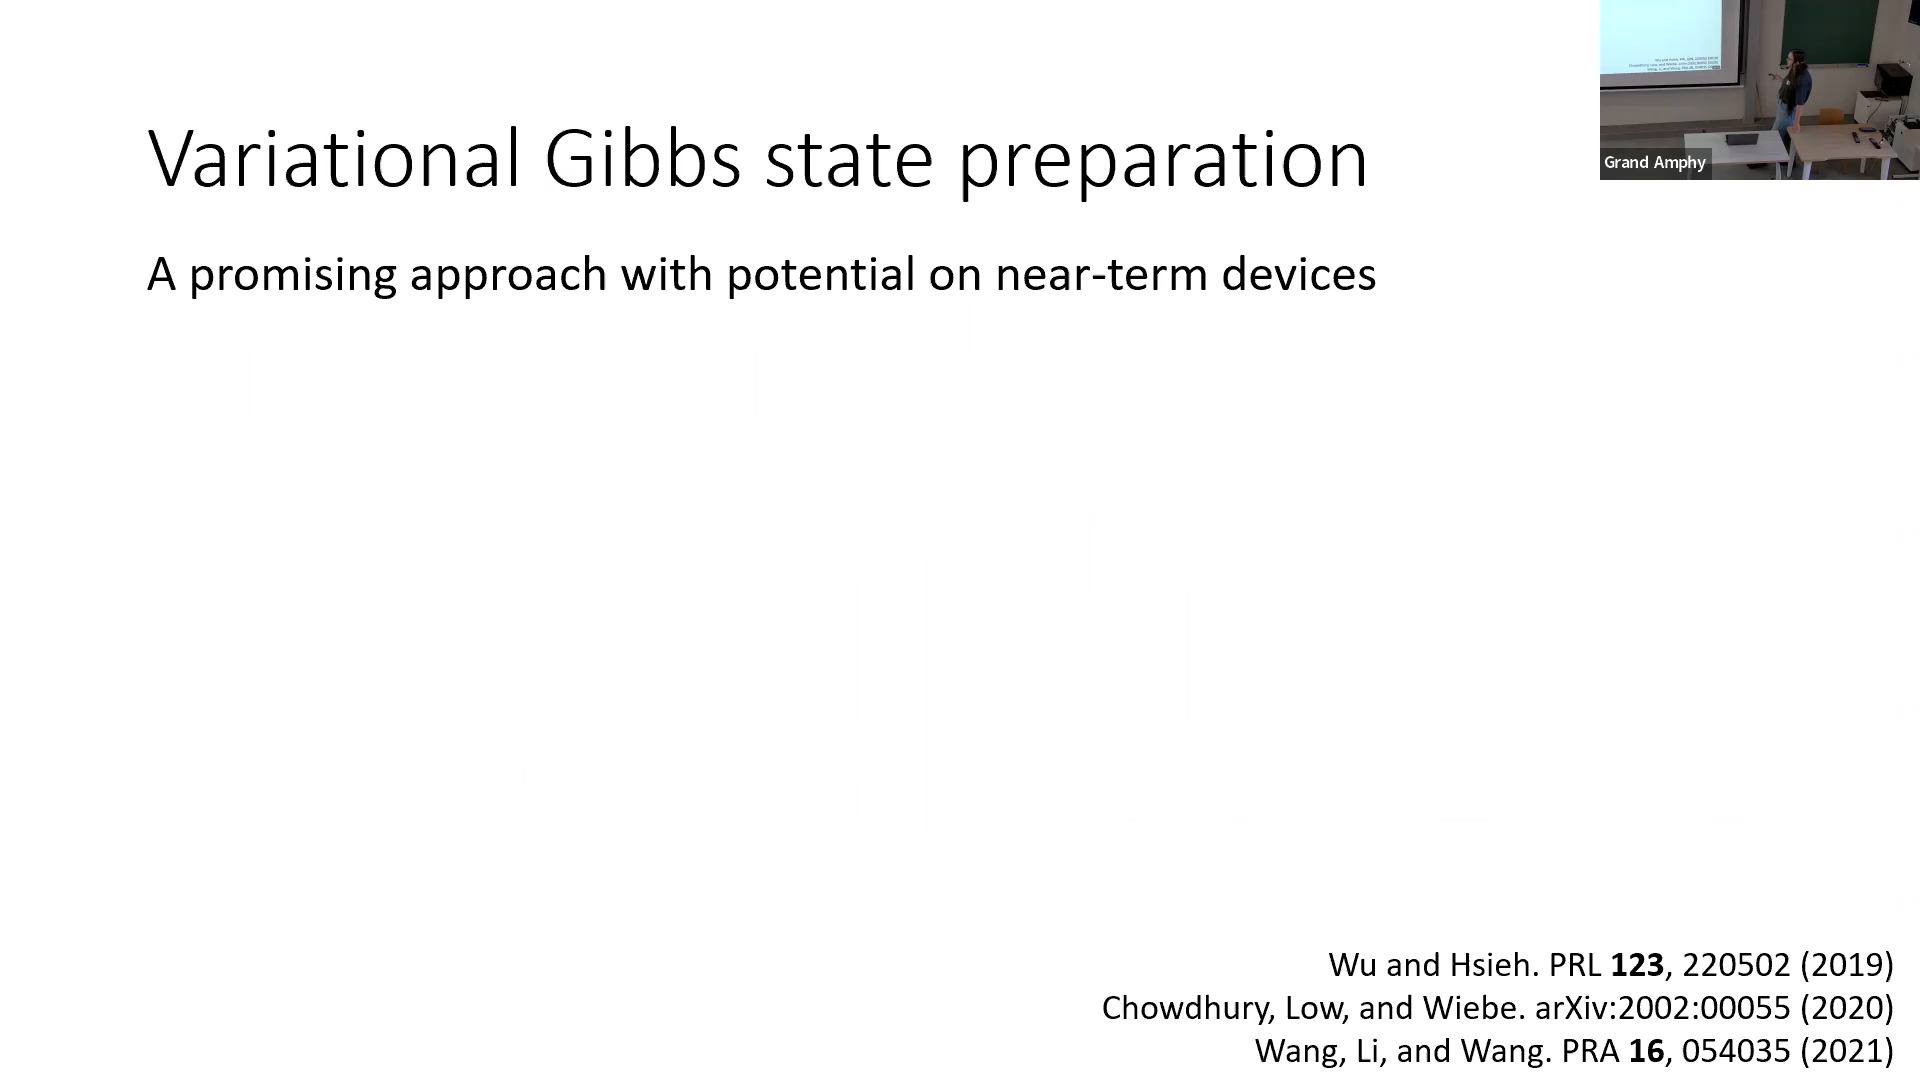 Variational Gibbs state preparation
Grand Amphy
A promising approach with potential on near-term devices
Wu and Hsieh. PRL 123, 220502 (2019)
Chowdhury, Low, and Wiebe. arXiv:2002:00055 (2020)
Wang, Li, and Wang. PRA 16, 054035 (2021)